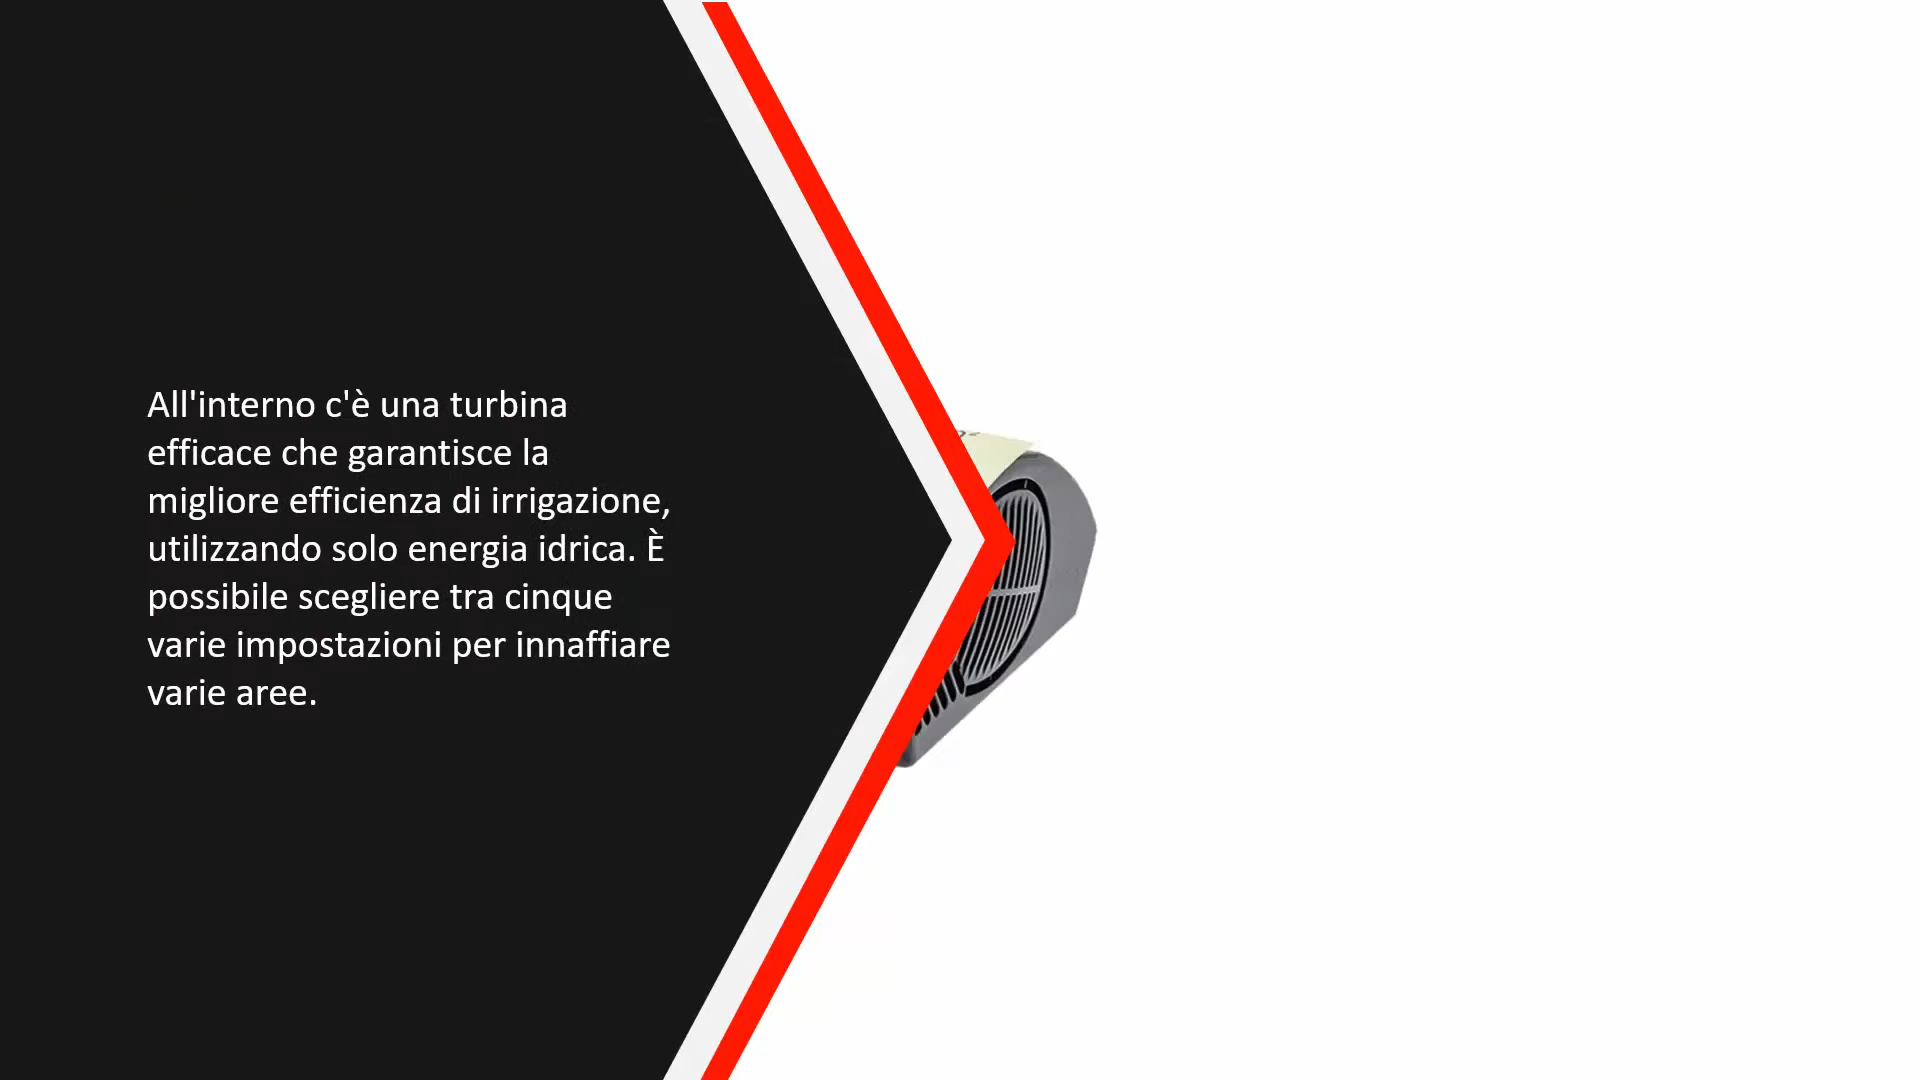 All'interno c'è una turbina
efficace che garantisce la
migliore efficienza di irrigazione,
utilizzando solo energia idrica. È
possibile scegliere tra cinque
varie impostazioni per innaffiare
varie aree.